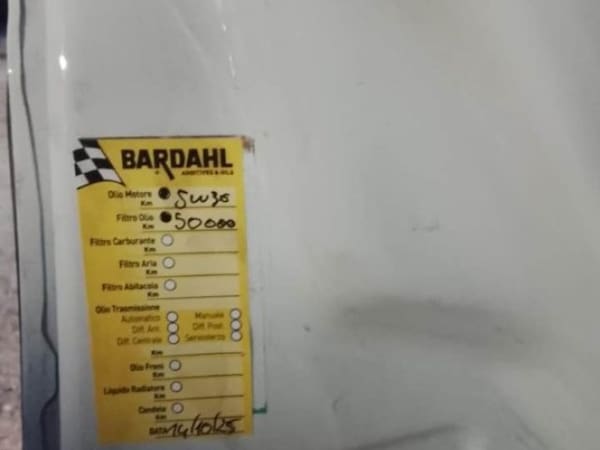 BARDAHL
ADDITIVES & OILS
Olio Motore 5W30
Km
Filtro Olio 50000
Km
Filtro Carburante
Km
Filtro Aria
Km
Filtro Abitacolo
Km
Olio Trasmissione
Automatico Manuale
Diff. Ant. Diff. Post.
Diff. Centrale Servosterzo
Km
Olio Freni
Km
Liquido Radiatore
Km
Candele
Km
DATA 14/10/25